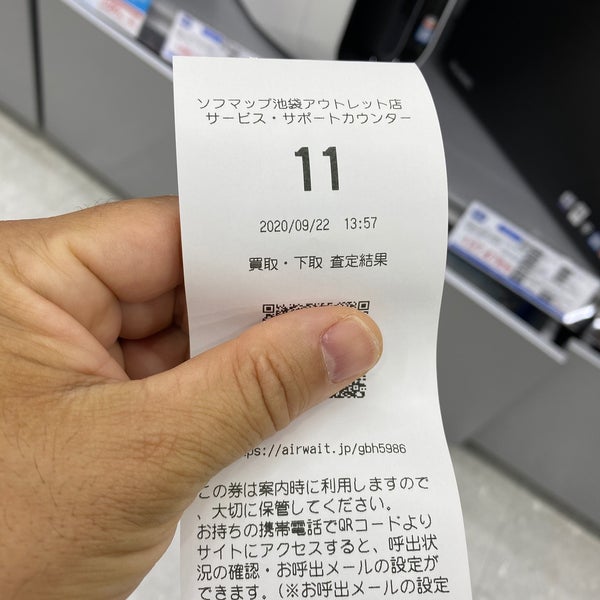 ソフマップ池袋アウトレット店
サービス・サポートカウンター
11
2020/09/22 13:57
買取・下取 査定結果
ps://airwait.jp/gbh5986
この券は案内時に利用しますので
、大切に保管してください。
お持ちの携帯電話でQRコードより
サイトにアクセスすると、呼出状
況の確認・お呼出メールの設定が
できます。(※お呼出メールの設定